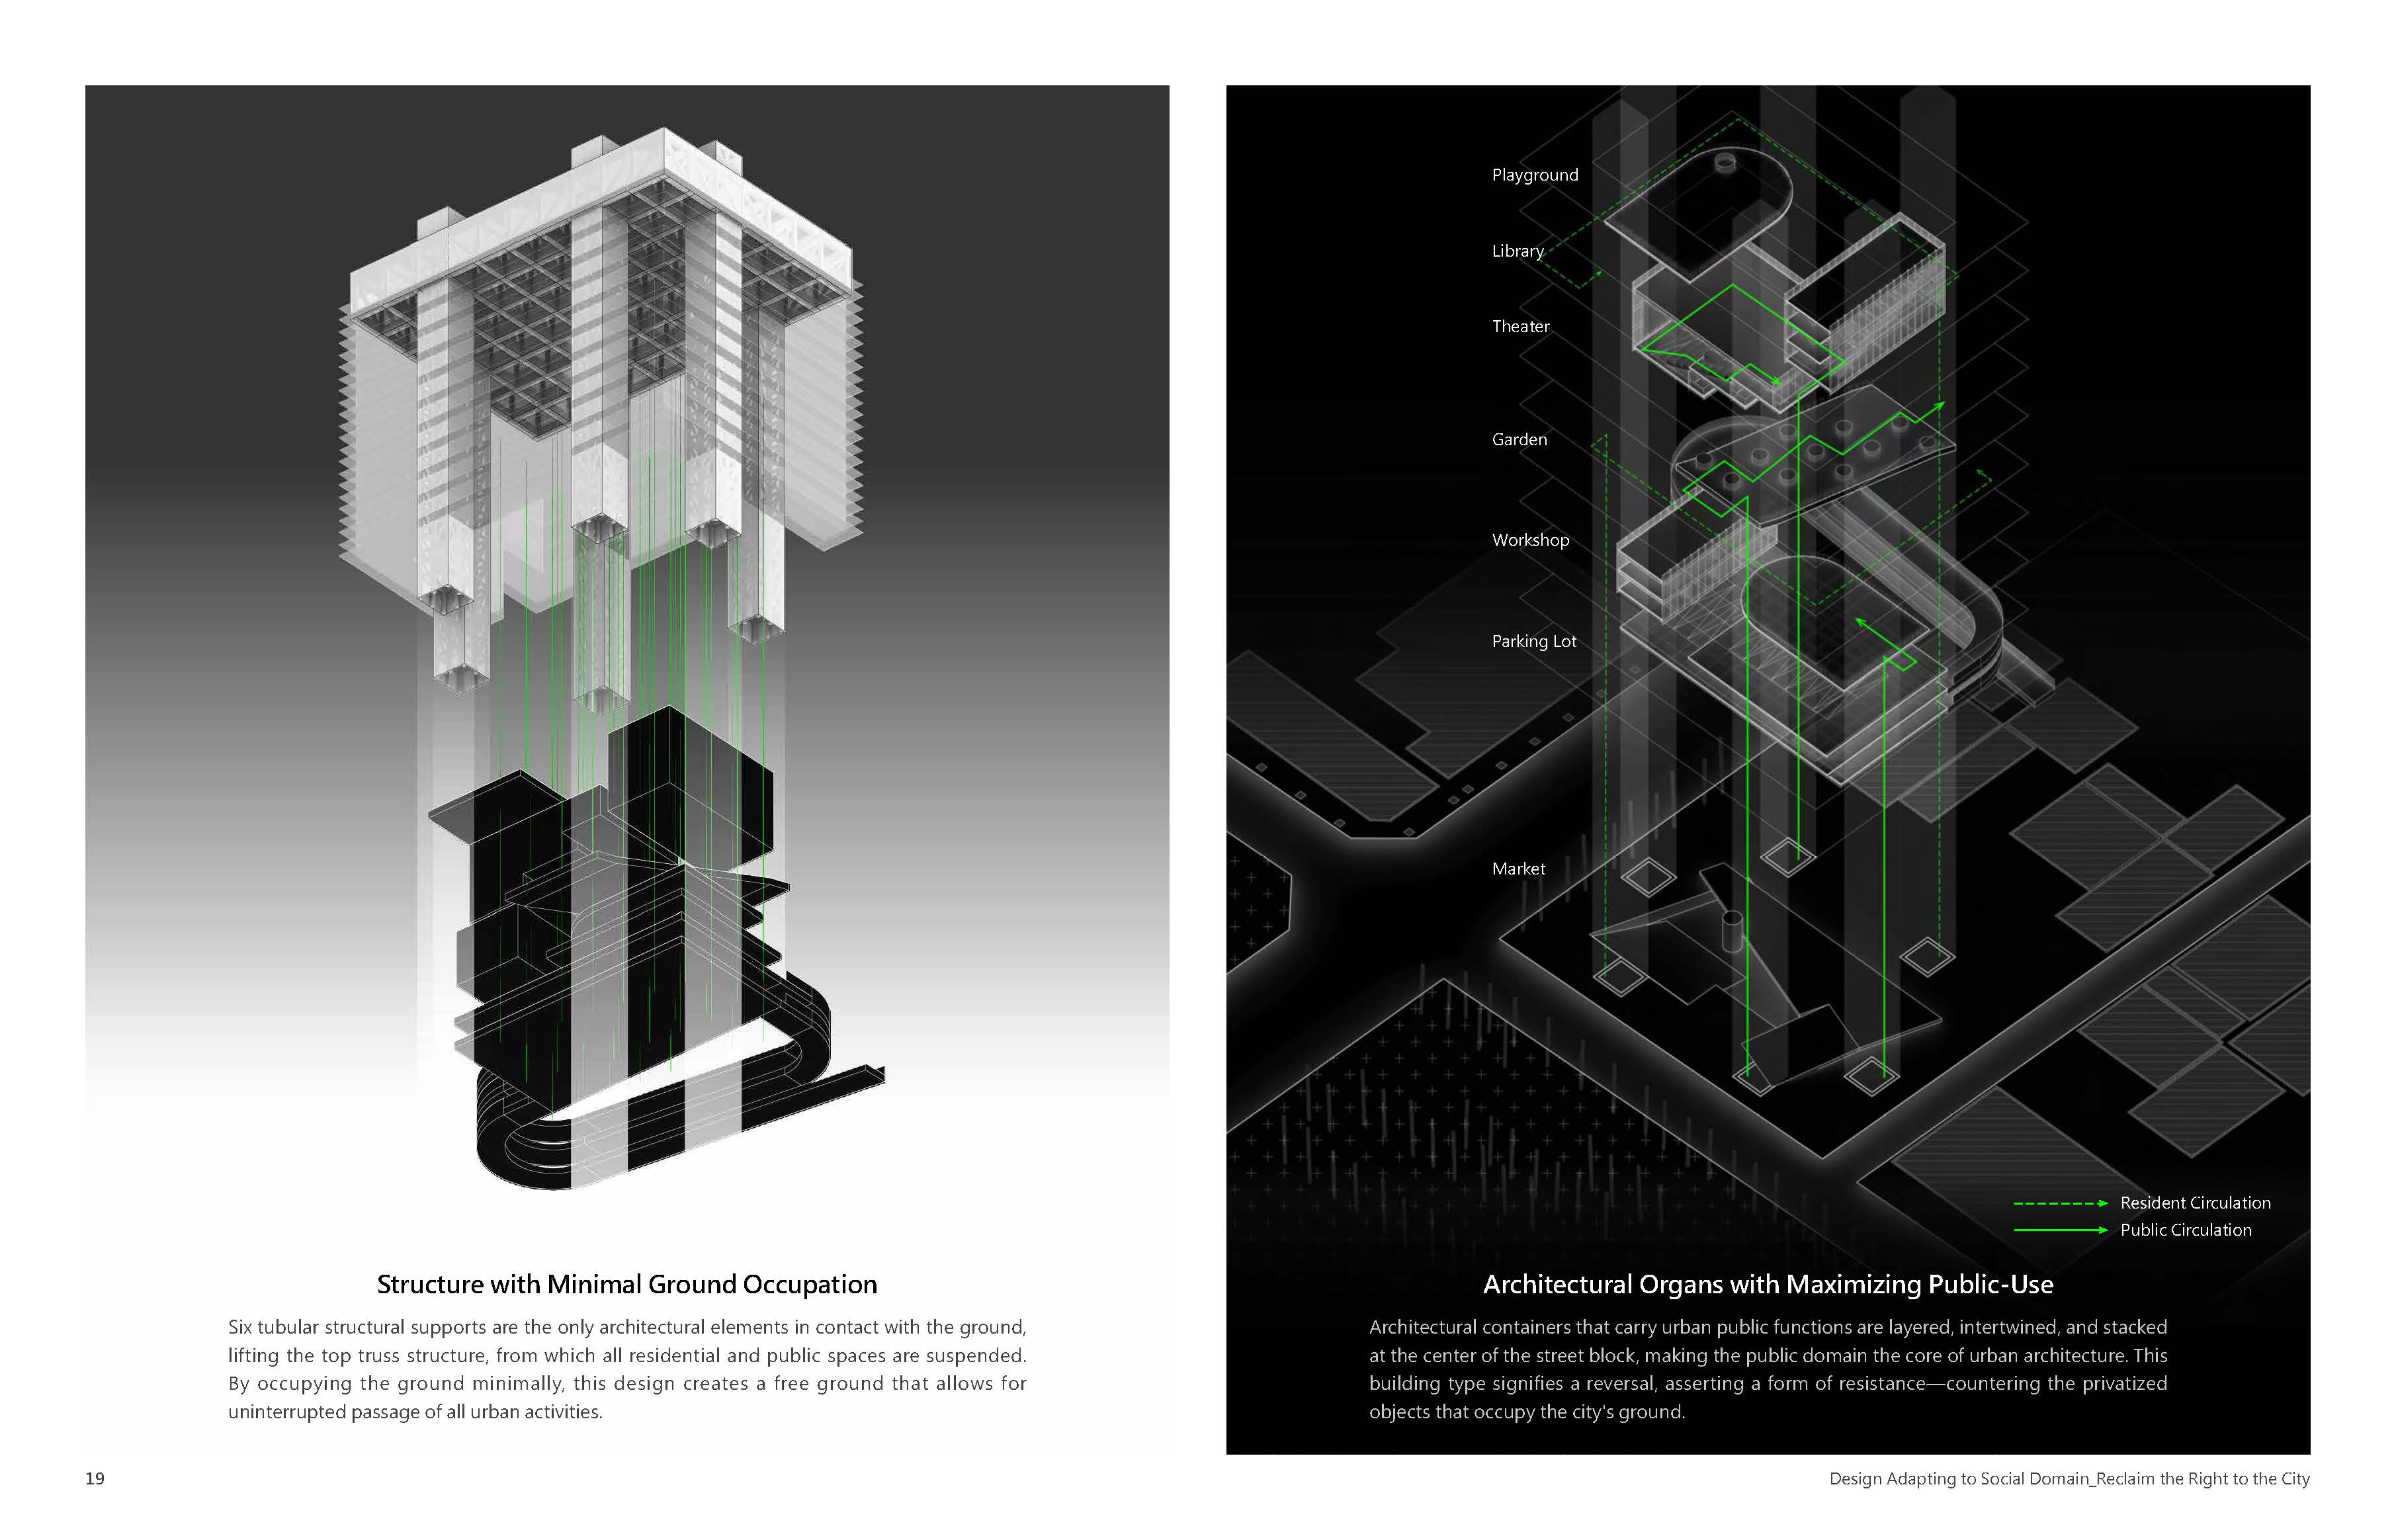 Structure with Minimal Ground Occupation
Six tubular structural supports are the only architectural elements in contact with the ground,
lifting the top truss structure, from which all residential and public spaces are suspended.
By occupying the ground minimally, this design creates a free ground that allows for
uninterrupted passage of all urban activities.
19
Playground
Library
Theater
Garden
Workshop
Parking Lot
Market
Resident Circulation
Public Circulation
Architectural Organs with Maximizing Public-Use
Architectural containers that carry urban public functions are layered, intertwined, and stacked
at the center of the street block, making the public domain the core of urban architecture. This
building type signifies a reversal, asserting a form of resistance—countering the privatized
objects that occupy the city's ground.
Design Adapting to Social Domain_Reclaim the Right to the City